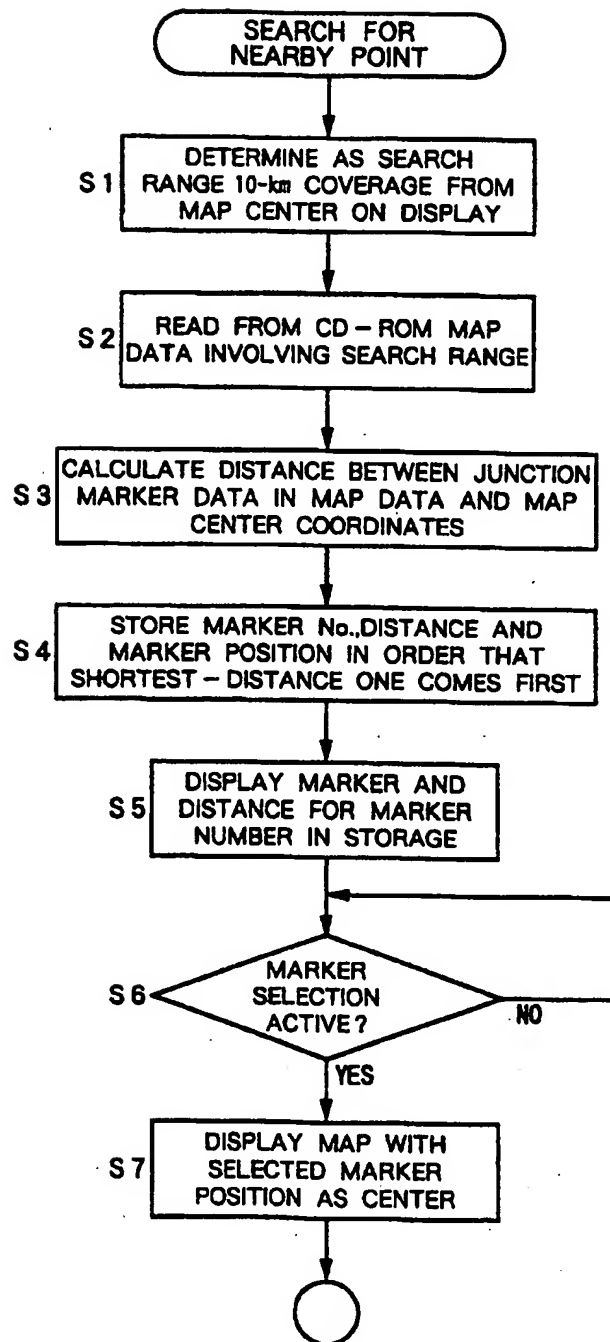 SEARCH FOR
NEARBY POINT
S1
DETERMINE AS SEARCH
RANGE 10-km COVERAGE FROM
MAP CENTER ON DISPLAY
S2
READ FROM CD-ROM MAP
DATA INVOLVING SEARCH RANGE
S3
CALCULATE DISTANCE BETWEEN JUNCTION
MARKER DATA IN MAP DATA AND MAP
CENTER COORDINATES
S4
STORE MARKER No.,DISTANCE AND
MARKER POSITION IN ORDER THAT
SHORTEST-DISTANCE ONE COMES FIRST
S5
DISPLAY MARKER AND
DISTANCE FOR MARKER
NUMBER IN STORAGE
S6
MARKER
SELECTION
ACTIVE?
NO
YES
S7
DISPLAY MAP WITH
SELECTED MARKER
POSITION AS CENTER